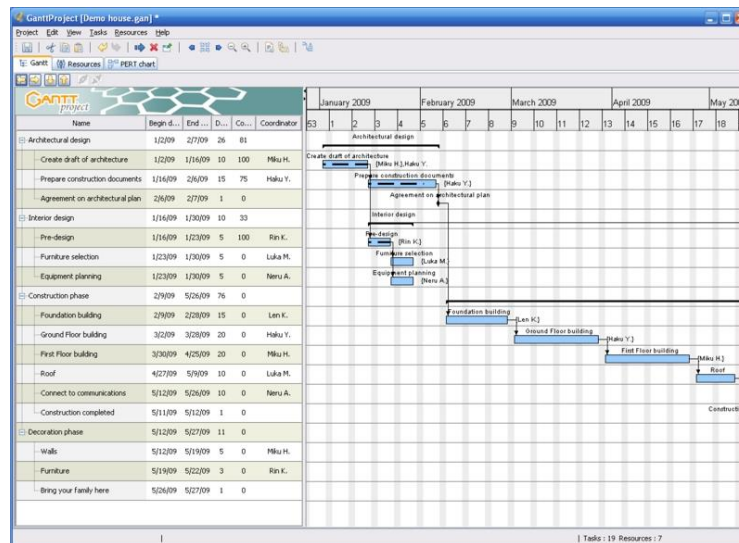 GanttProject [Demo house.gan] *
Project Edit View Tasks Resources Help
Gantt Resources PERT chart
GANTT
project
January 2009 February 2009 March 2009 April 2009 May 200
Name Begin d... End ... D... Co... Coordinator 53 1 2 3 4 5 6 7 8 9 10 11 12 13 14 15 16 17 18
Architectural design 1/2/09 2/7/09 26 81 Architectural design
Create draft of architecture 1/2/09 1/16/09 10 100 Miku H. Create draft of architecture [Miku H.],Haku Y.
Prepare construction documents 1/16/09 2/6/09 15 75 Haku Y. Prepare construction documents [Haku Y.]
Agreement on architectural plan 2/6/09 2/7/09 1 0 Agreement on architectural plan
Interior design 1/16/09 1/30/09 10 33 Interior design
Pre-design 1/16/09 1/23/09 5 100 Rin K. Pre-design [Rin K.]
Furniture selection 1/23/09 1/30/09 5 0 Luka M. Furniture selection [Luka M.]
Equipment planning 1/23/09 1/30/09 5 0 Neru A. Equipment planning [Neru A.]
Construction phase 2/9/09 5/26/09 76 0
Foundation building 2/9/09 2/28/09 15 0 Len K. Foundation building [Len K.]
Ground Floor building 3/2/09 3/28/09 20 0 Haku Y. Ground Floor building [Haku Y.]
First Floor building 3/30/09 4/25/09 20 0 Miku H. First Floor building [Miku H.]
Roof 4/27/09 5/9/09 10 0 Luka M. Roof
Connect to communications 5/12/09 5/26/09 10 0 Neru A.
Construction completed 5/11/09 5/12/09 1 0 Constructi
Decoration phase 5/12/09 5/27/09 11 0
Walls 5/12/09 5/19/09 5 0 Miku H.
Furniture 5/19/09 5/22/09 3 0 Rin K.
Bring your family here 5/26/09 5/27/09 1 0
Tasks : 19 Resources : 7